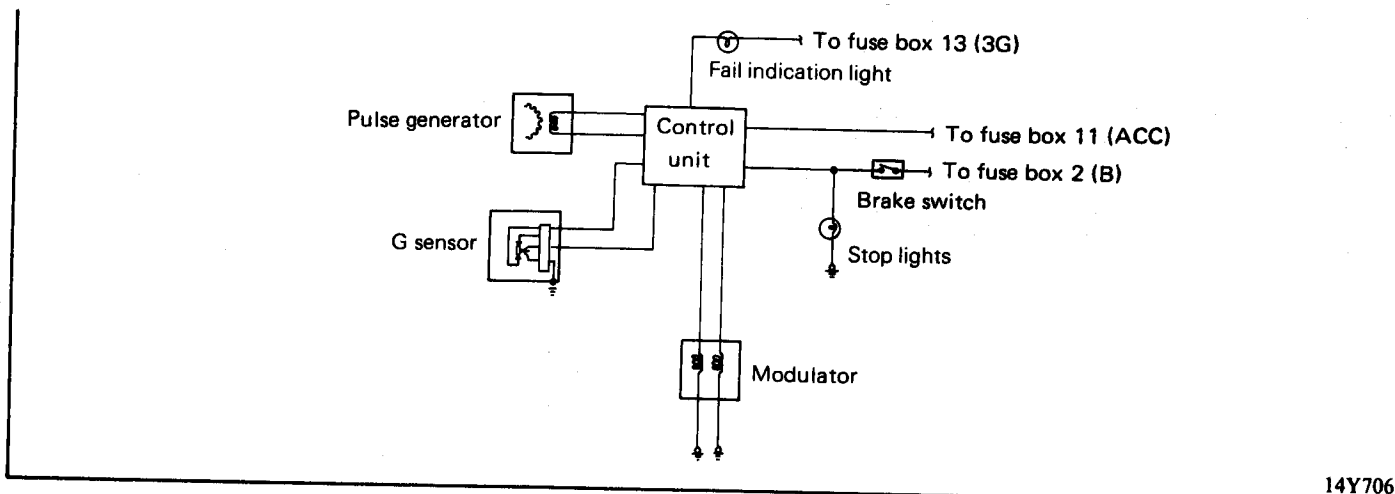 To fuse box 13 (3G)
Fail indication light
Pulse generator
Control
unit
To fuse box 11 (ACC)
To fuse box 2 (B)
Brake switch
G sensor
Stop lights
Modulator
14Y706